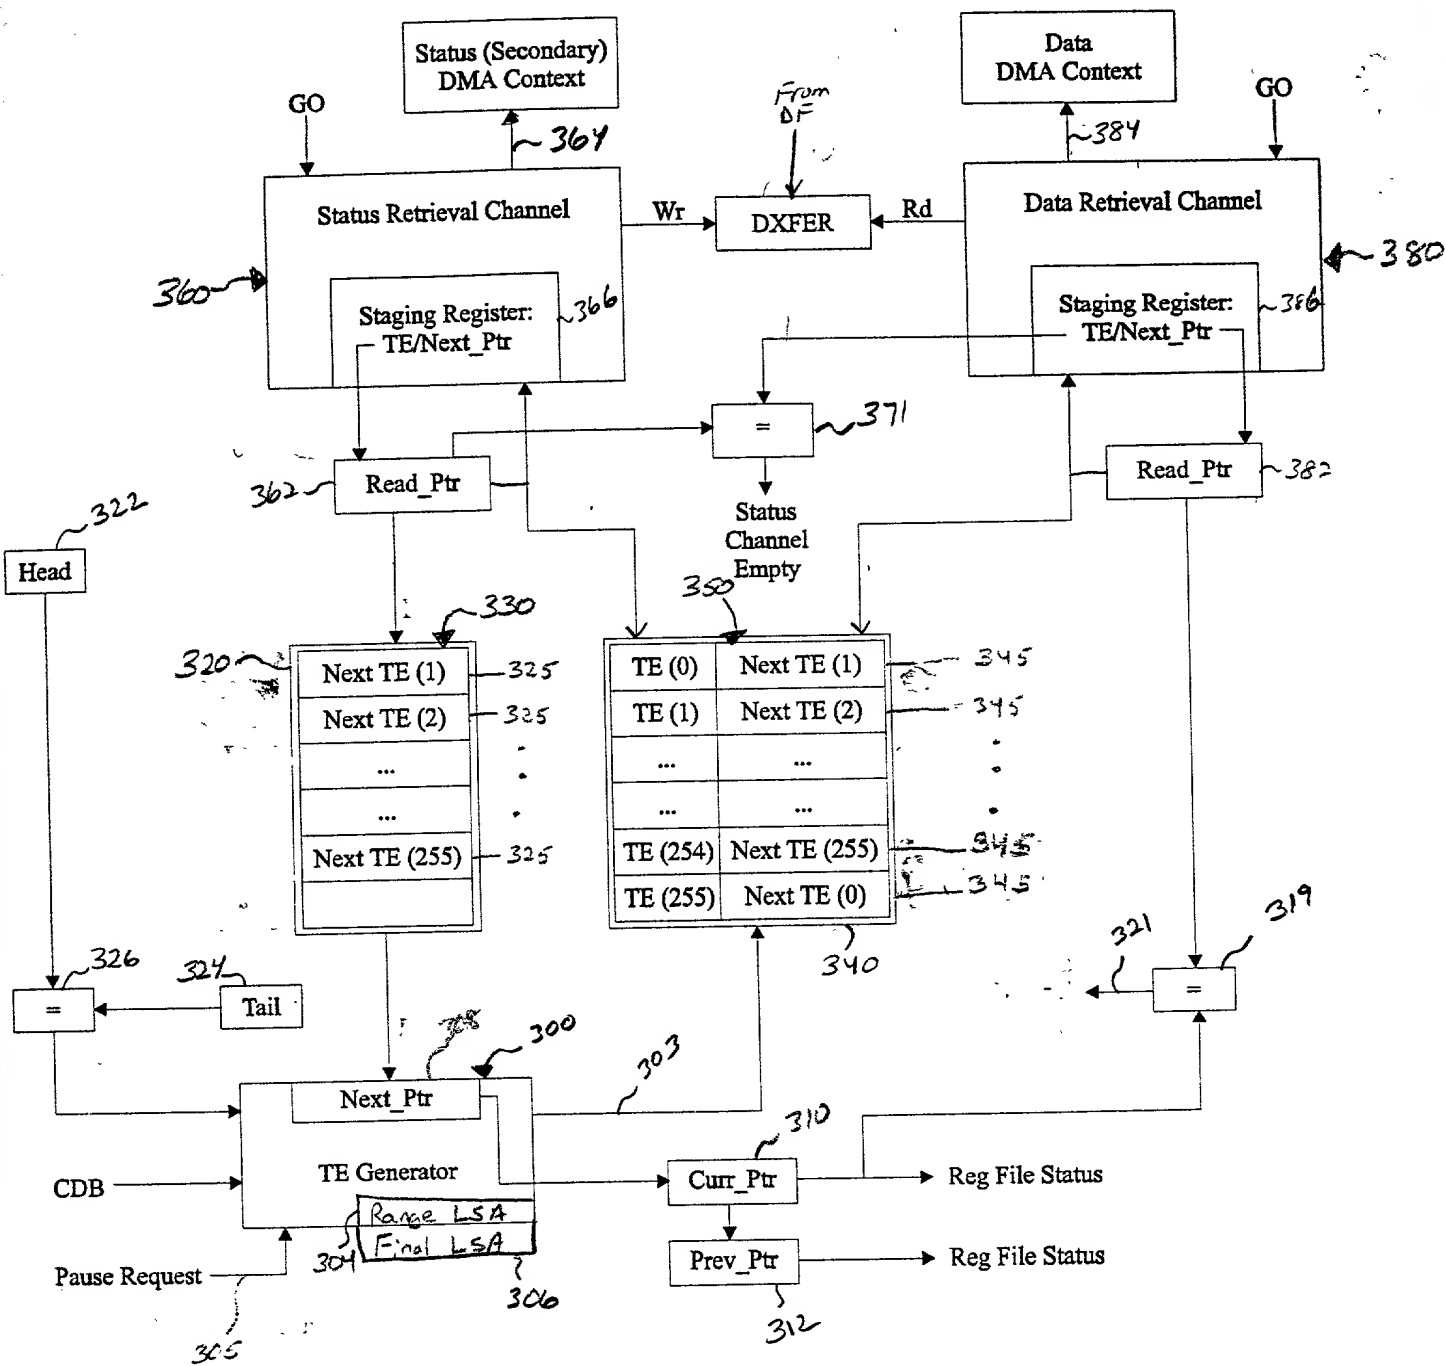 Status (Secondary)
DMA Context
Data
DMA Context
GO
From
DF
GO
364
384
Status Retrieval Channel
Wr
DXFER
Rd
Data Retrieval Channel
360
380
366
386
Staging Register:
TE/Next_Ptr
Staging Register:
TE/Next_Ptr
=
371
362
Read_Ptr
Read_Ptr
382
322
Status
Channel
Empty
Head
330
350
320
Next TE (1)
325
TE (0)
Next TE (1)
345
Next TE (2)
325
TE (1)
Next TE (2)
345
...
...
...
...
...
...
Next TE (255)
325
TE (254)
Next TE (255)
345
TE (255)
Next TE (0)
345
340
319
326
324
321
=
Tail
=
308
300
303
Next_Ptr
310
TE Generator
CDB
Curr_Ptr
Reg File Status
Range LSA
Final LSA
304
306
Prev_Ptr
Reg File Status
Pause Request
305
312